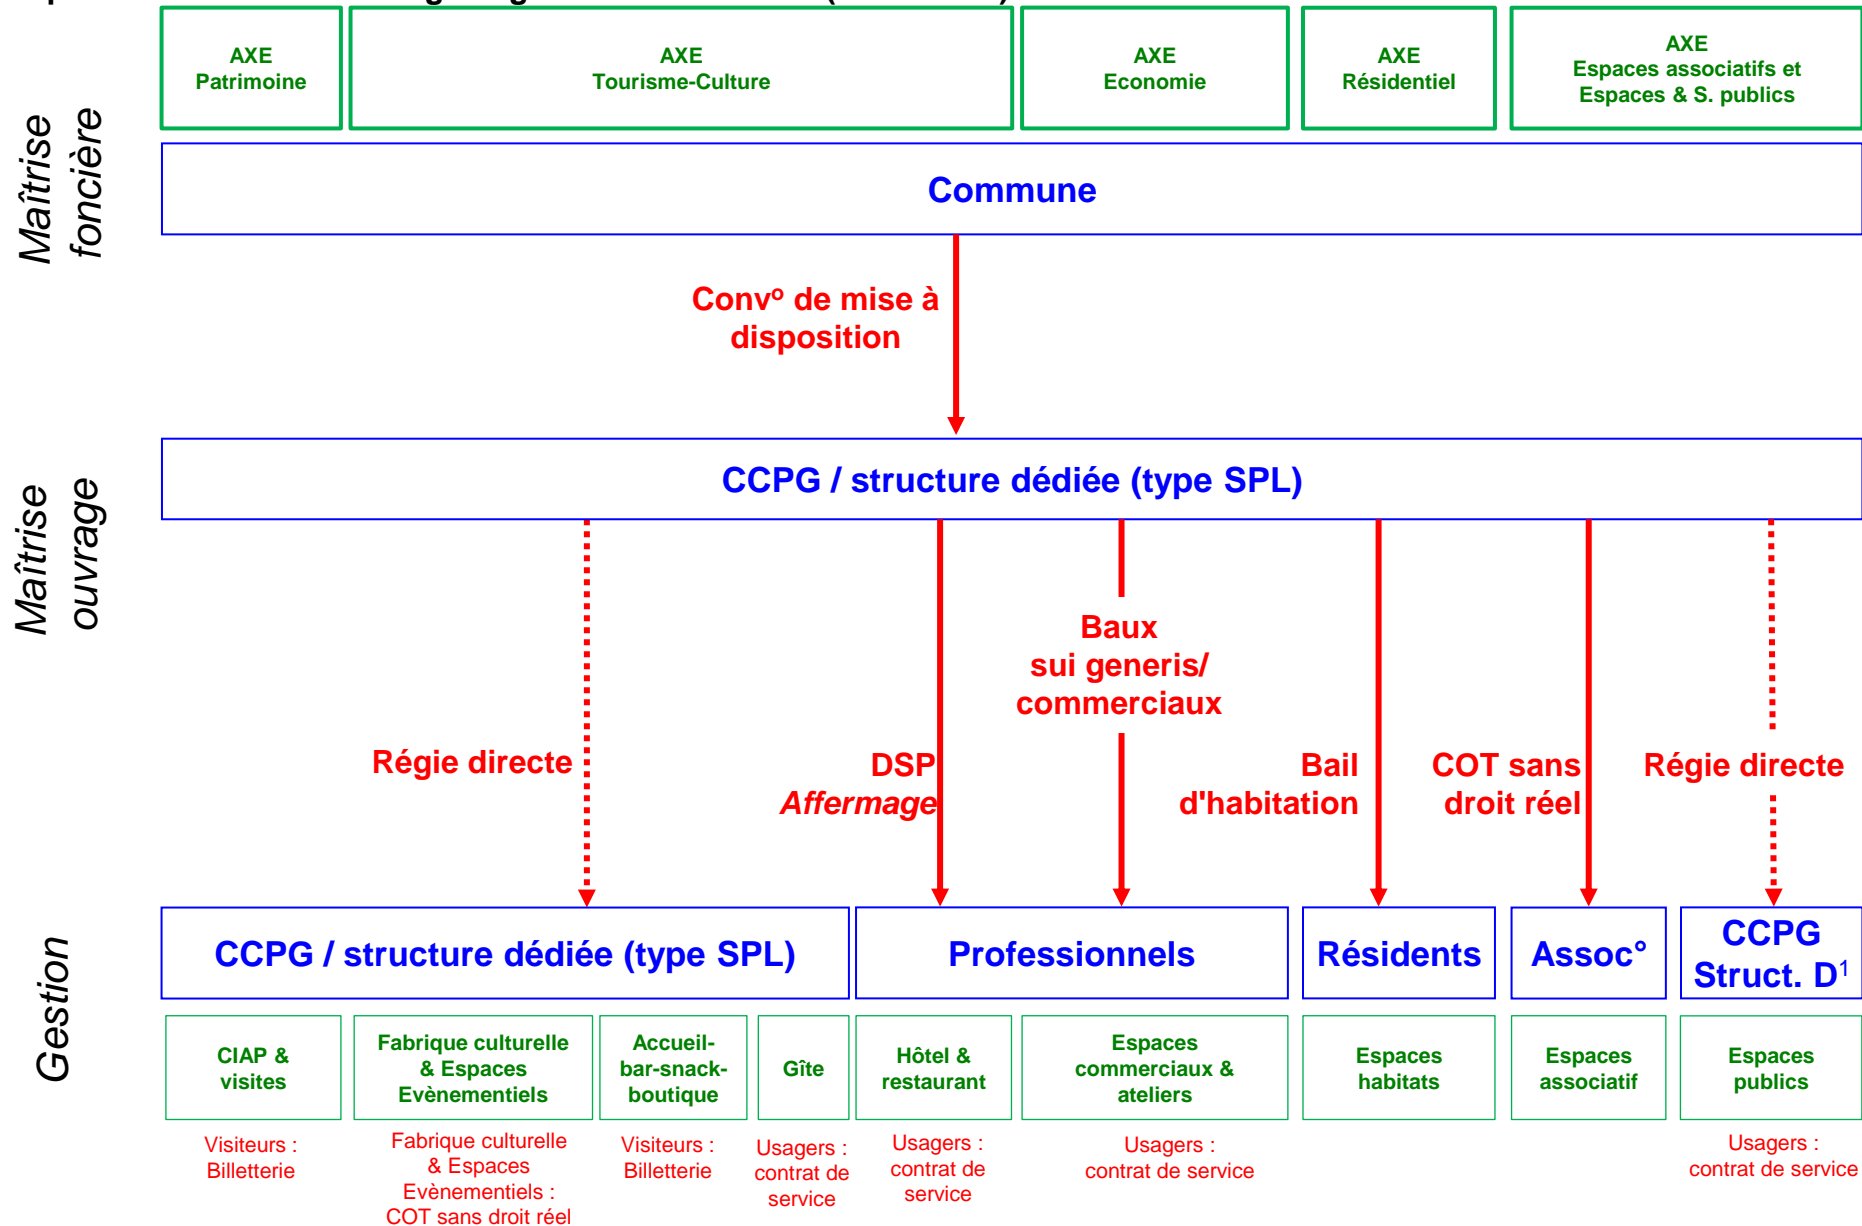 AXE
Patrimoine
AXE
Tourisme-Culture
AXE
Economie
AXE
Résidentiel
AXE
Espaces associatifs et
Espaces & S. publics
Maîtrise
foncière
Commune
Convº de mise à
disposition
Maîtrise
ouvrage
CCPG / structure dédiée (type SPL)
Régie directe
DSP
Affermage
Baux
sui generis/
commerciaux
Bail
d'habitation
COT sans
droit réel
Régie directe
Gestion
CCPG / structure dédiée (type SPL)
Professionnels
Résidents
Assoc°
CCPG
Struct. D¹
CIAP &
visites
Fabrique culturelle
& Espaces
Evènementiels
Accueil-
bar-snack-
boutique
Gîte
Hôtel &
restaurant
Espaces
commerciaux &
ateliers
Espaces
habitats
Espaces
associatif
Espaces
publics
Visiteurs :
Billetterie
Fabrique culturelle
& Espaces
Evènementiels :
COT sans droit réel
Visiteurs :
Billetterie
Usagers :
contrat de
service
Usagers :
contrat de
service
Usagers :
contrat de service
Usagers :
contrat de service